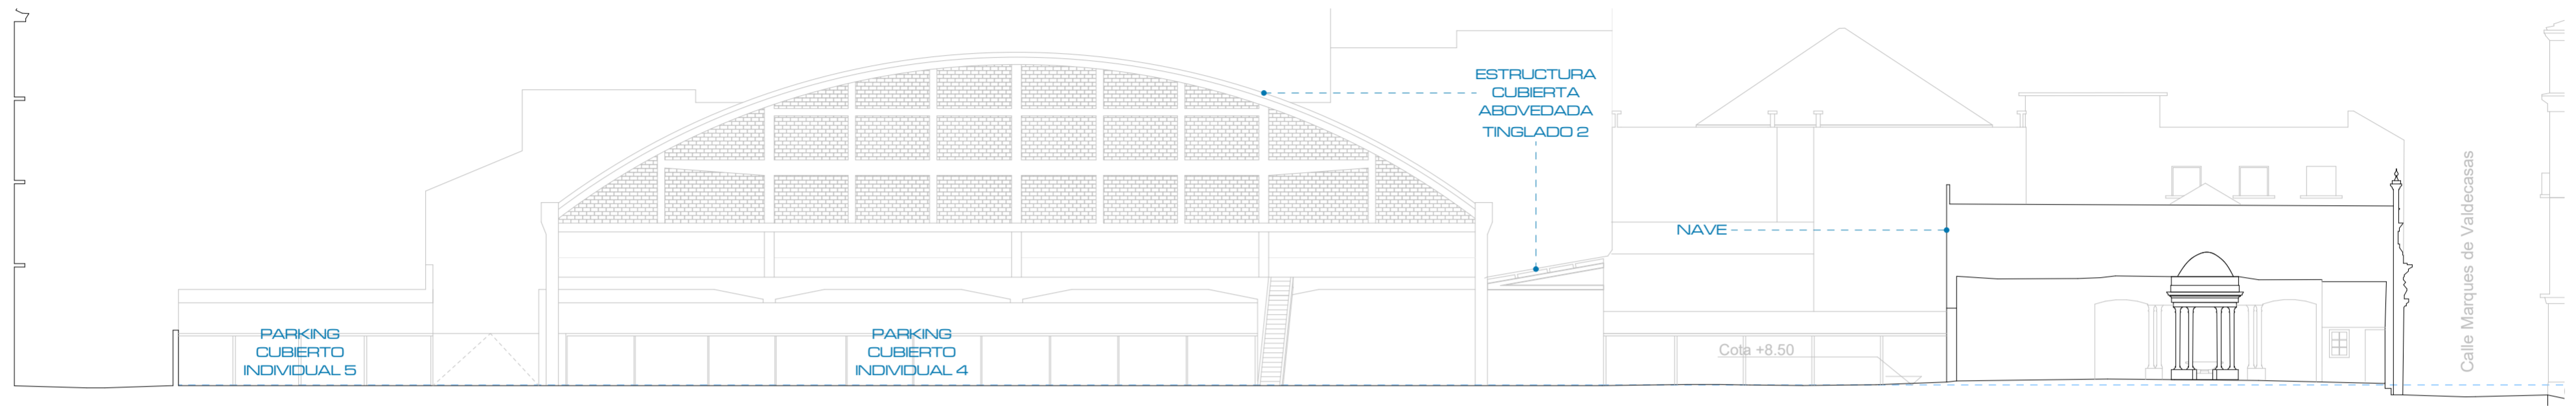 ESTRUCTURA
CUBIERTA
ABOVEDADA
TINGLADO 2
NAVE
PARKING
CUBIERTO
INDIVIDUAL 5
PARKING
CUBIERTO
INDIVIDUAL 4
Cota +8.50
Calle Marques de Valdecasas